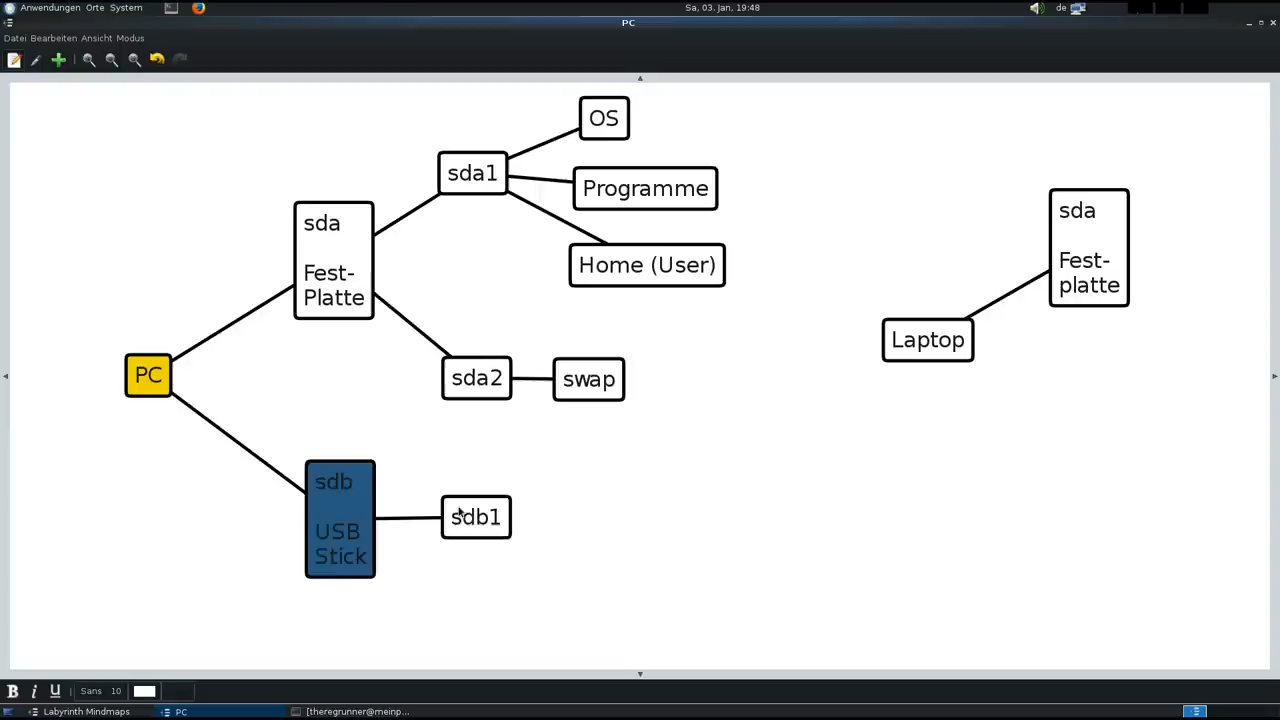 Anwendungen Orte System
Sa, 03. Jan, 19:48
de
PC
Datei Bearbeiten Ansicht Modus
OS
sda1
Programme
sda
Fest-
Platte
Home (User)
sda
Fest-
platte
Laptop
PC
sda2
swap
sdb
USB
Stick
sdb1
B i U Sans 10
Labyrinth Mindmaps
PC
[theregrunner@meinp...